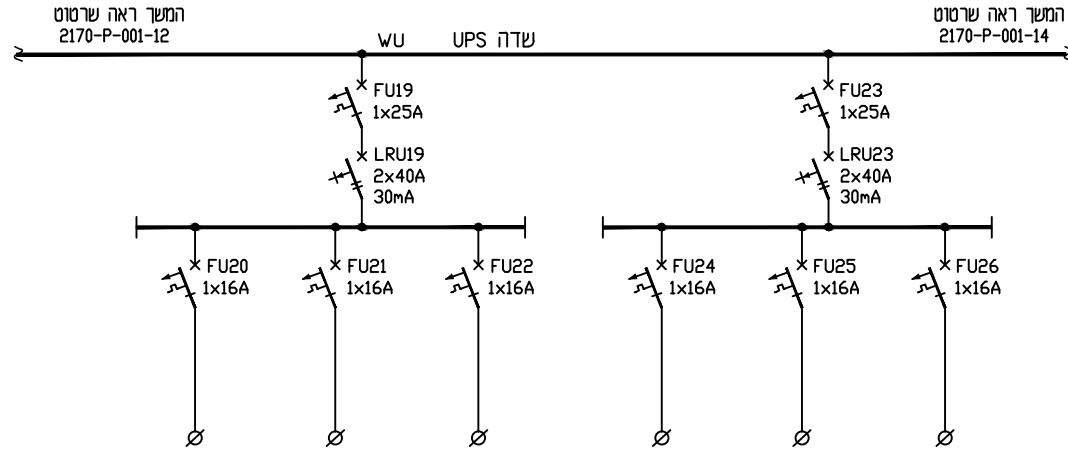 המשך ראה שרטוט
2170-P-001-12
המשך ראה שרטוט
2170-P-001-14
WU שדה UPS
FU19
1x25A
FU23
1x25A
LRU19
2x40A
30mA
LRU23
2x40A
30mA
FU20
1x16A
FU21
1x16A
FU22
1x16A
FU24
1x16A
FU25
1x16A
FU26
1x16A